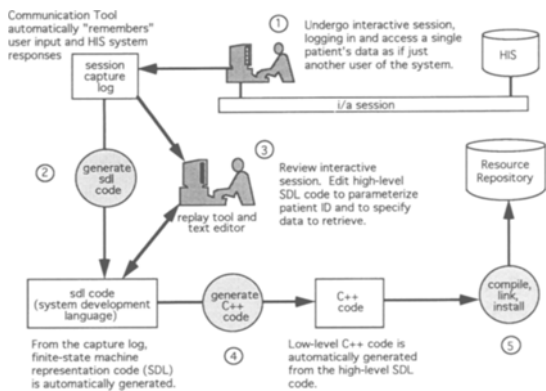 Communication Tool
automatically "remembers"
user input and HIS system
responses
1
Undergo interactive session,
logging in and access a single
patient's data as if just
another user of the system.
HIS
session
capture
log
i/a session
2
generate
sdl
code
3
Review interactive
session. Edit high-level
SDL code to parameterize
patient ID and to specify
data to retrieve.
replay tool and
text editor
Resource
Repository
sdl code
(system development
language)
generate
C++
code
C++
code
compile,
link,
install
From the capture log,
finite-state machine
representation code (SDL)
is automatically generated.
4
Low-level C++ code is
automatically generated
from the high-level SDL
code.
5